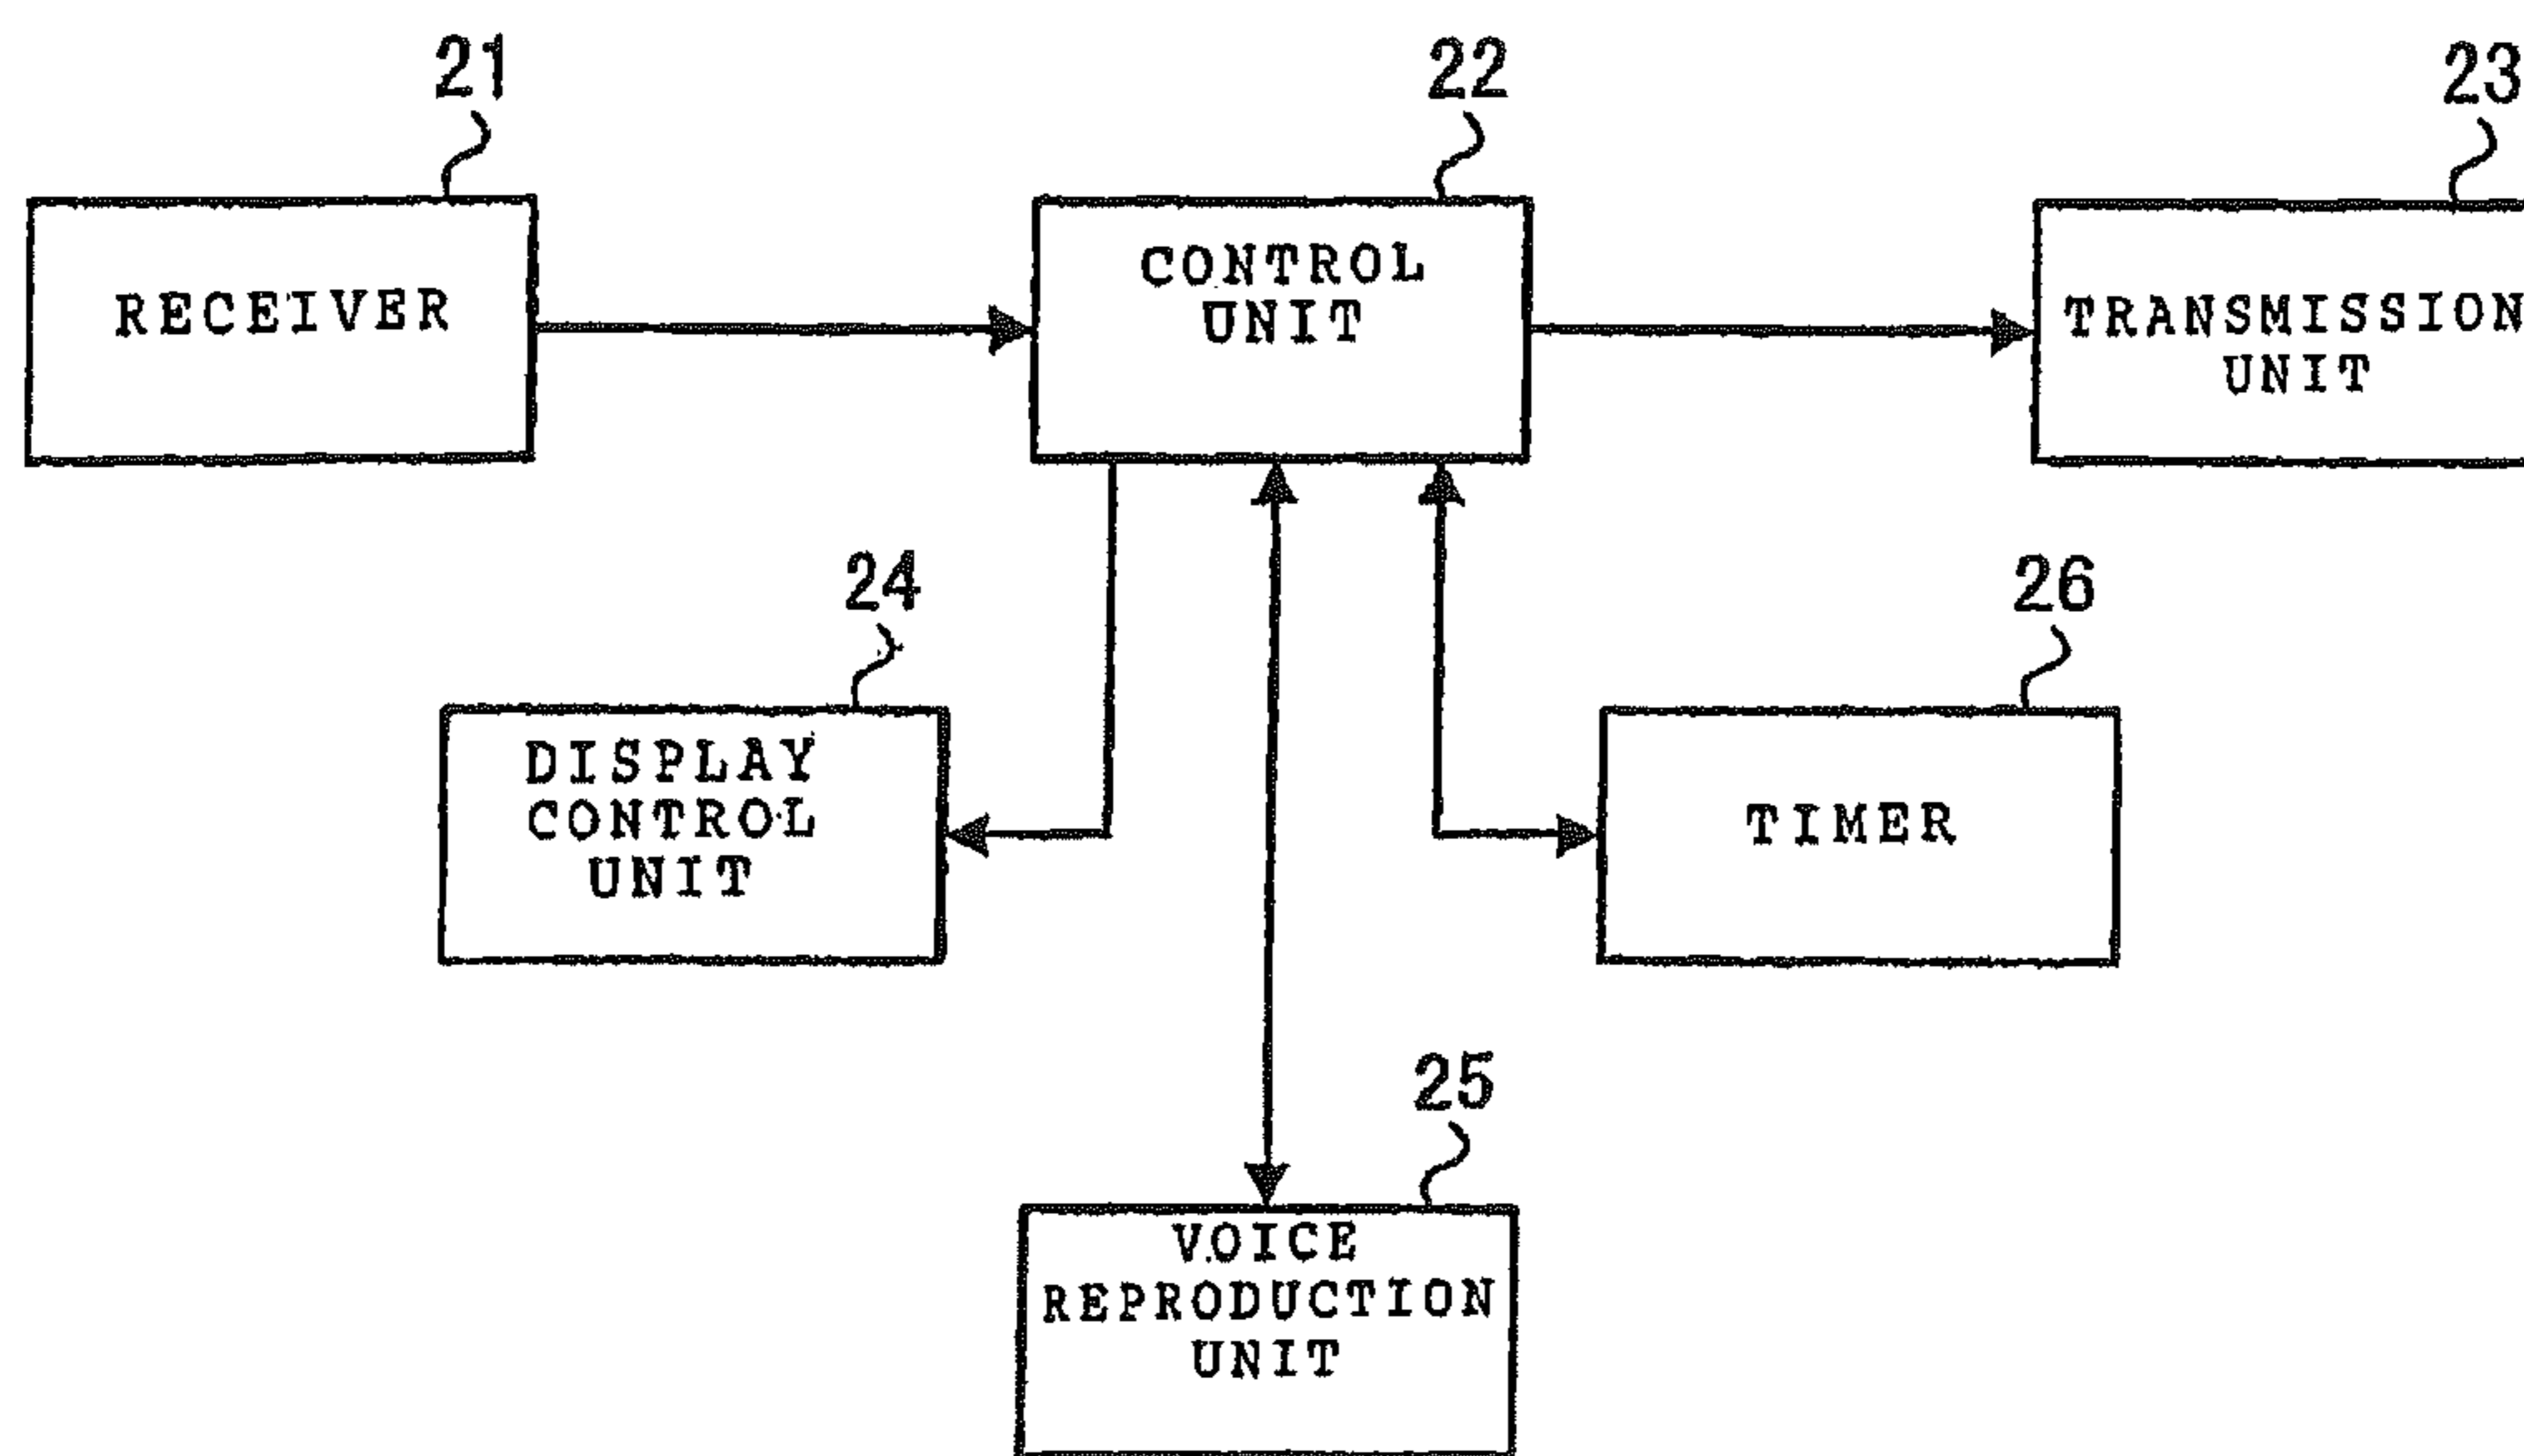 21
22
23
RECEIVER
CONTROL
UNIT
TRANSMISSION
UNIT
24
26
DISPLAY
CONTROL
UNIT
TIMER
25
VOICE
REPRODUCTION
UNIT